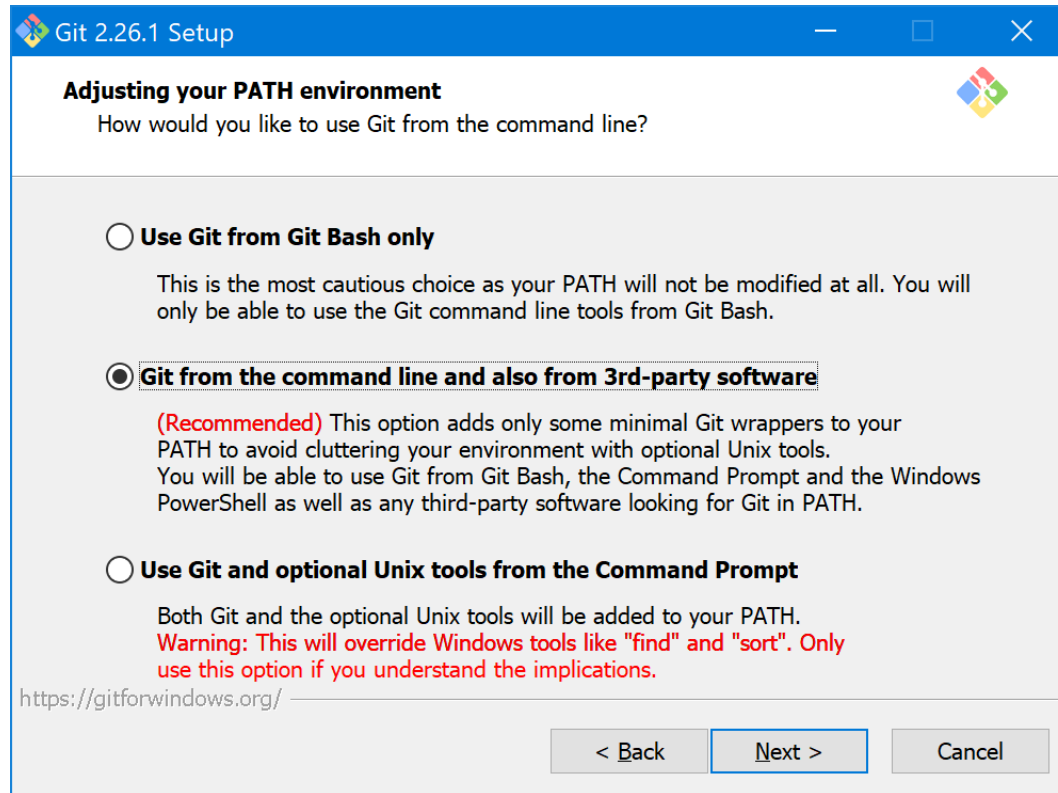 Git 2.26.1 Setup
Adjusting your PATH environment
How would you like to use Git from the command line?
Use Git from Git Bash only
This is the most cautious choice as your PATH will not be modified at all. You will
only be able to use the Git command line tools from Git Bash.
Git from the command line and also from 3rd-party software
(Recommended) This option adds only some minimal Git wrappers to your
PATH to avoid cluttering your environment with optional Unix tools.
You will be able to use Git from Git Bash, the Command Prompt and the Windows
PowerShell as well as any third-party software looking for Git in PATH.
Use Git and optional Unix tools from the Command Prompt
Both Git and the optional Unix tools will be added to your PATH.
Warning: This will override Windows tools like "find" and "sort". Only
use this option if you understand the implications.
https://gitforwindows.org/
< Back
Next >
Cancel